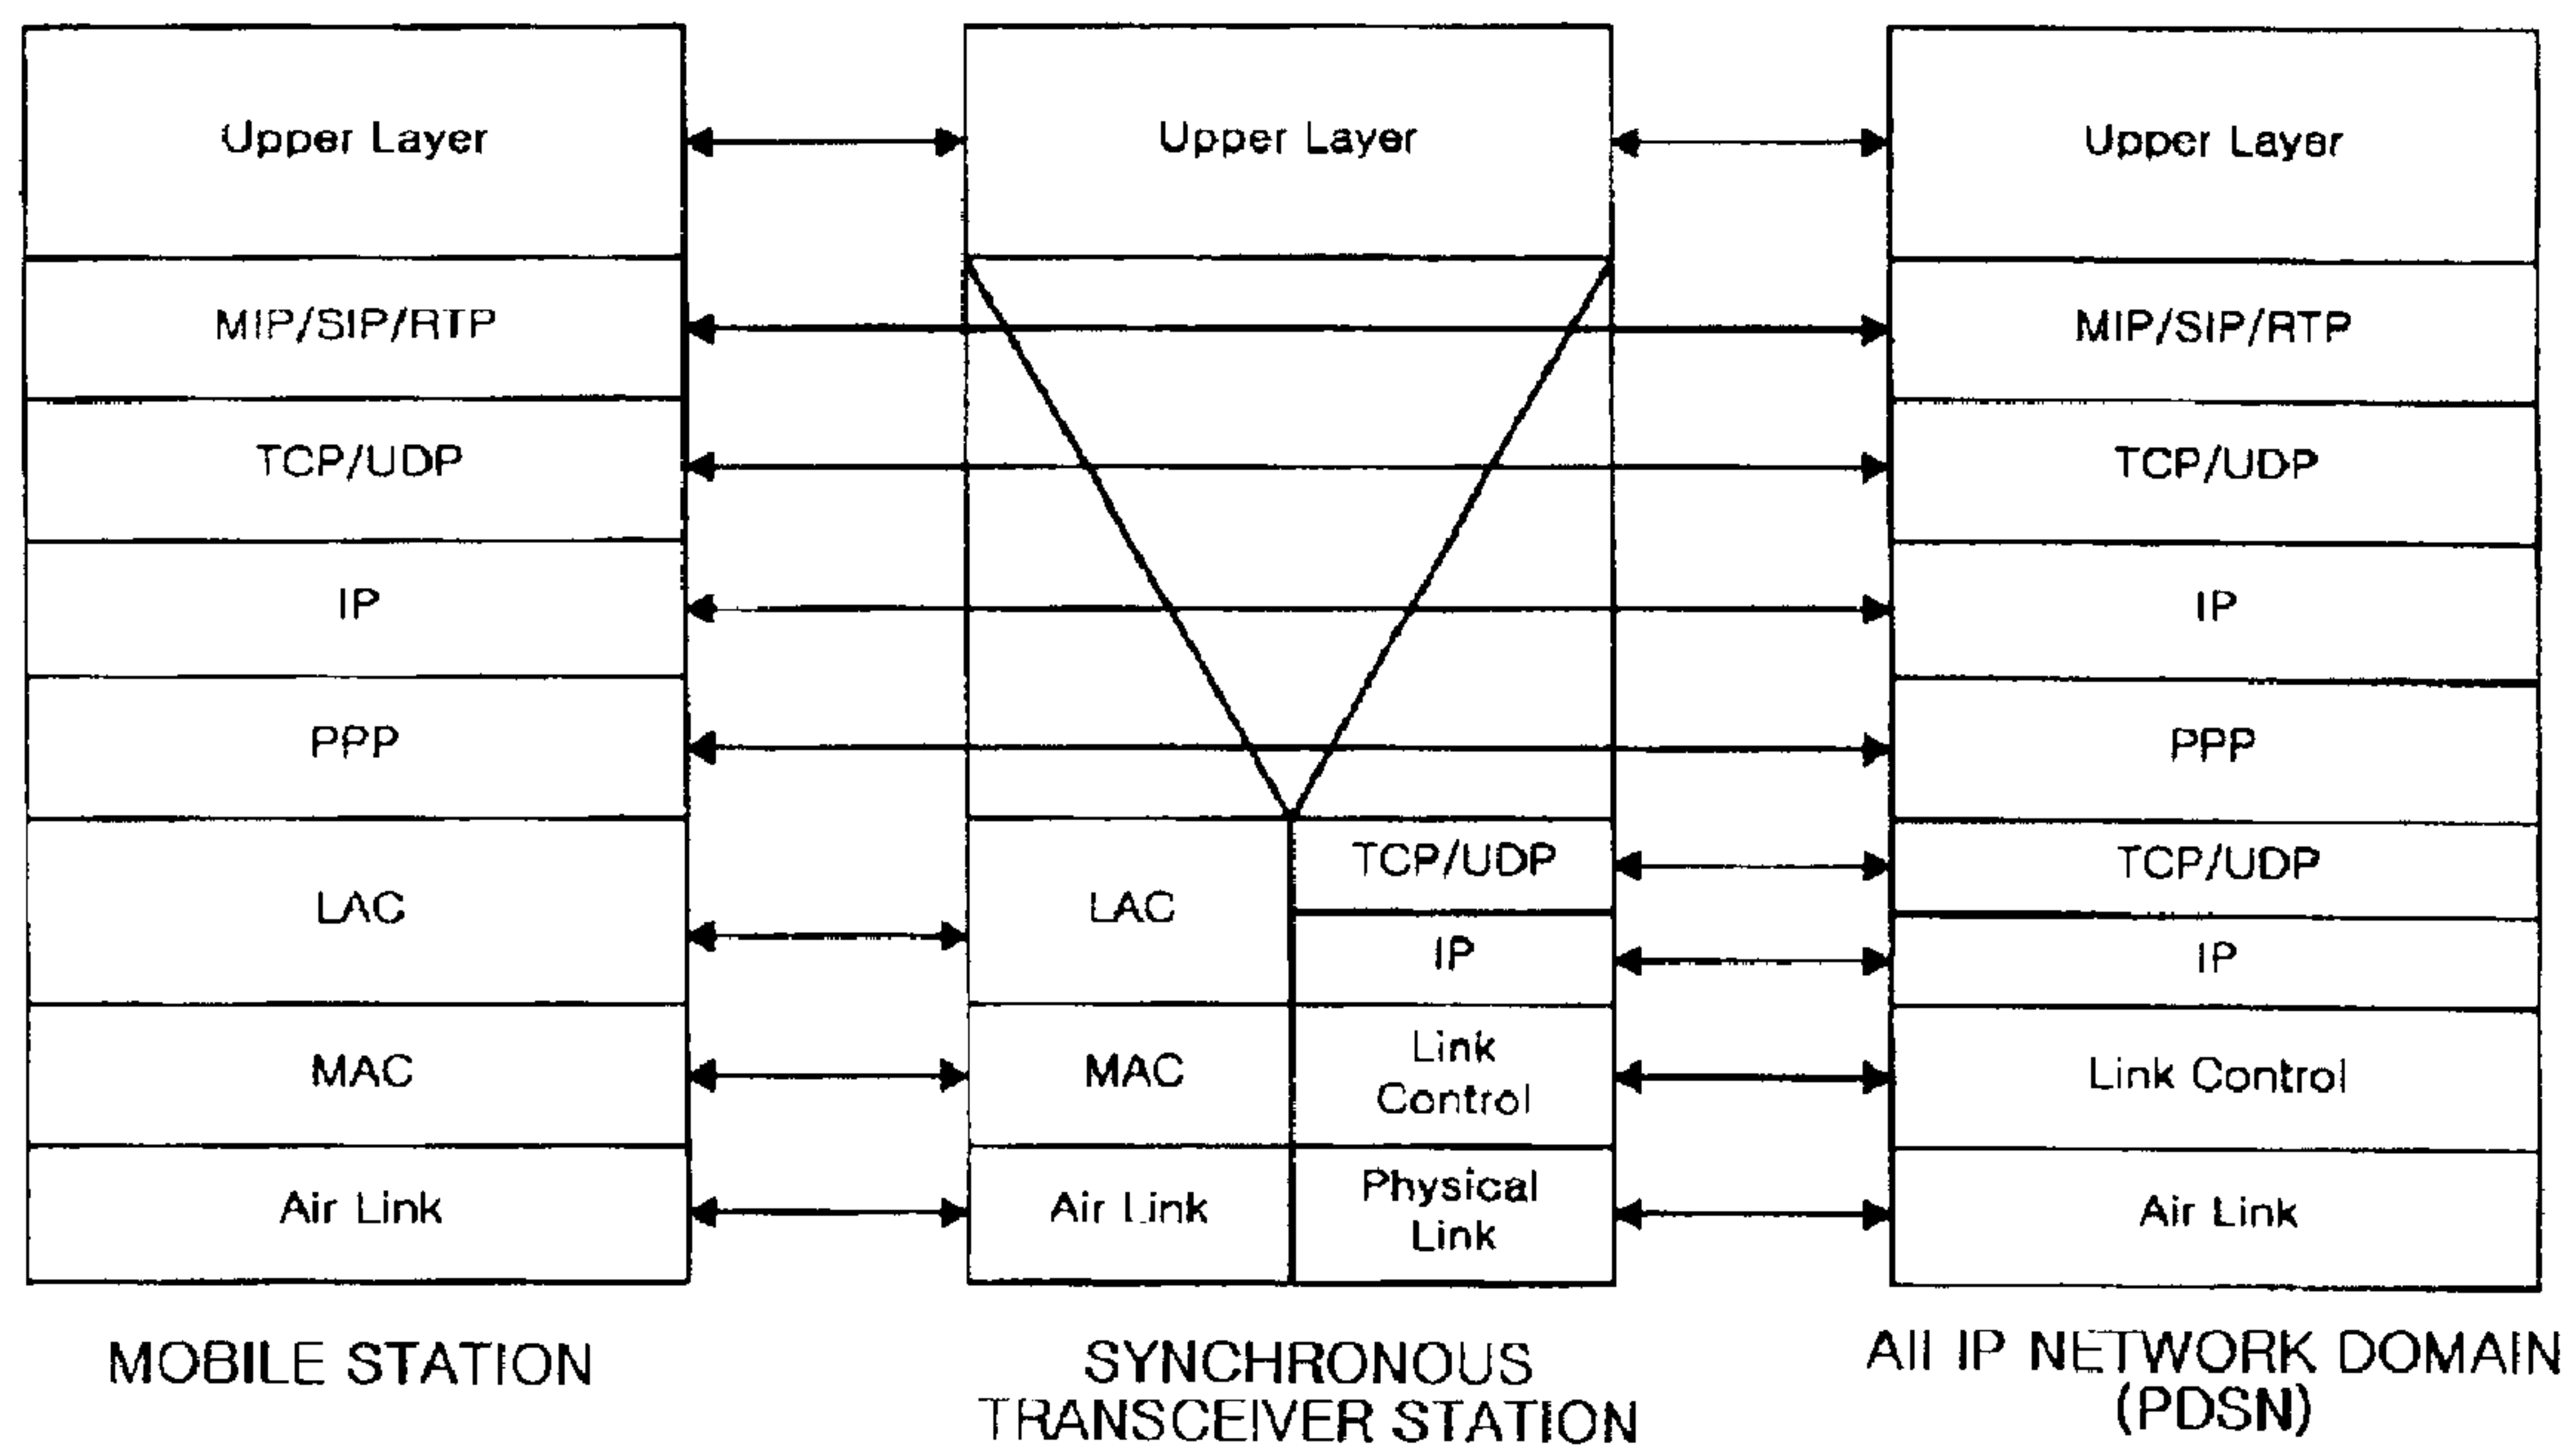 Upper Layer
MIP/SIP/RTP
TCP/UDP
IP
PPP
LAC
MAC
Air Link
MOBILE STATION
Upper Layer
LAC
MAC
Air Link
TCP/UDP
IP
Link
Control
Physical
Link
SYNCHRONOUS
TRANSCEIVER STATION
Upper Layer
MIP/SIP/RTP
TCP/UDP
IP
PPP
TCP/UDP
IP
Link Control
Air Link
All IP NETWORK DOMAIN
(PDSN)